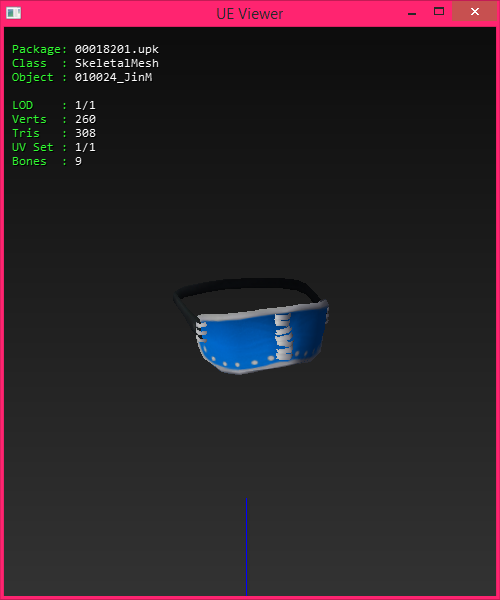 UE Viewer
Package: 00018201.upk
Class : SkeletalMesh
Object : 010024_JinM
LOD : 1/1
Verts : 260
Tris : 308
UV Set : 1/1
Bones : 9